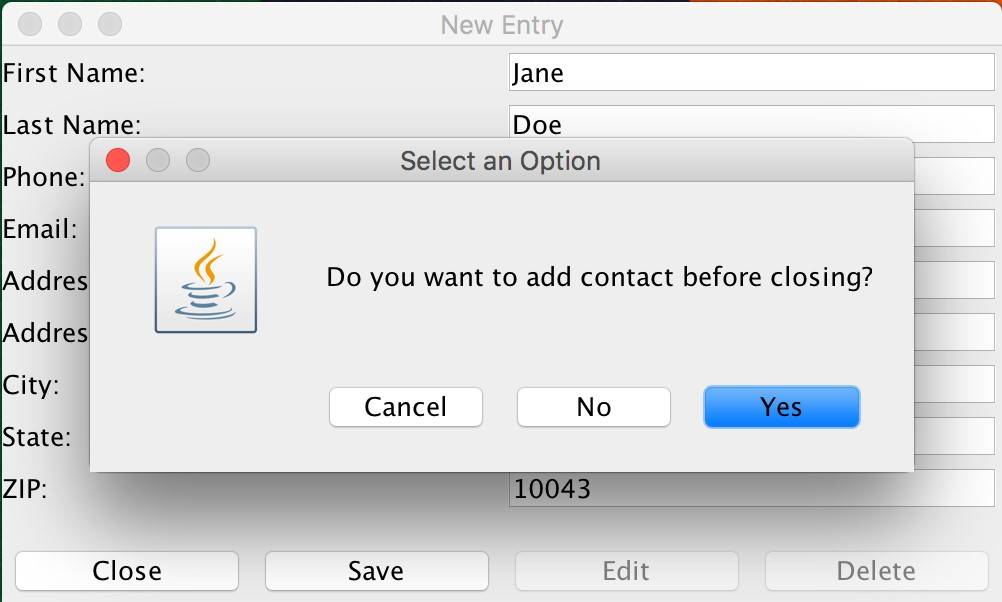 New Entry
First Name: Jane
Last Name: Doe
Select an Option
Phone:
Email:
Do you want to add contact before closing?
Addres
Addres
City:
Cancel No Yes
State:
ZIP: 10043
Close Save Edit Delete